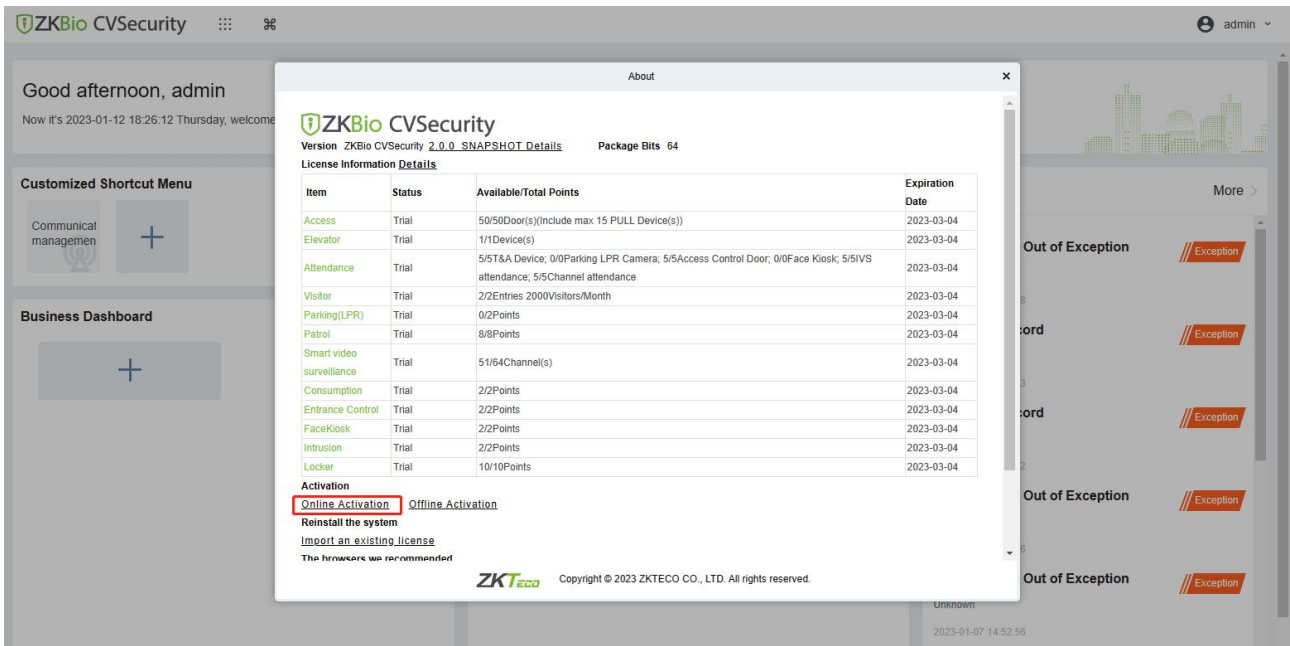 ZKBio CVSecurity
admin
Good afternoon, admin
Now it's 2023-01-12 18:26:12 Thursday, welcome
Customized Shortcut Menu
Communicat
managemen
Business Dashboard
About
ZKBio CVSecurity
Version ZKBio CVSecurity 2.0.0_SNAPSHOT Details Package Bits 64
License Information Details
Item Status Available/Total Points Expiration Date
Access Trial 50/50Door(s)(Include max 15 PULL Device(s)) 2023-03-04
Elevator Trial 1/1Device(s) 2023-03-04
Attendance Trial 5/5T&A Device; 0/0Parking LPR Camera; 5/5Access Control Door; 0/0Face Kiosk; 5/5IVS
attendance; 5/5Channel attendance 2023-03-04
Visitor Trial 2/2Entries 2000Visitors/Month 2023-03-04
Parking(LPR) Trial 0/2Points 2023-03-04
Patrol Trial 8/8Points 2023-03-04
Smart video
surveillance Trial 51/64Channel(s) 2023-03-04
Consumption Trial 2/2Points 2023-03-04
Entrance Control Trial 2/2Points 2023-03-04
FaceKiosk Trial 2/2Points 2023-03-04
Intrusion Trial 2/2Points 2023-03-04
Locker Trial 10/10Points 2023-03-04
Activation
Online Activation Offline Activation
Reinstall the system
Import an existing license
The browsers we recommended
ZKTeco Copyright © 2023 ZKTECO CO., LTD. All rights reserved.
More
Out of Exception
Exception
8
cord
Exception
3
cord
Exception
2
Out of Exception
Exception
6
Out of Exception
Exception
Unknown
2023-01-07 14:52:56